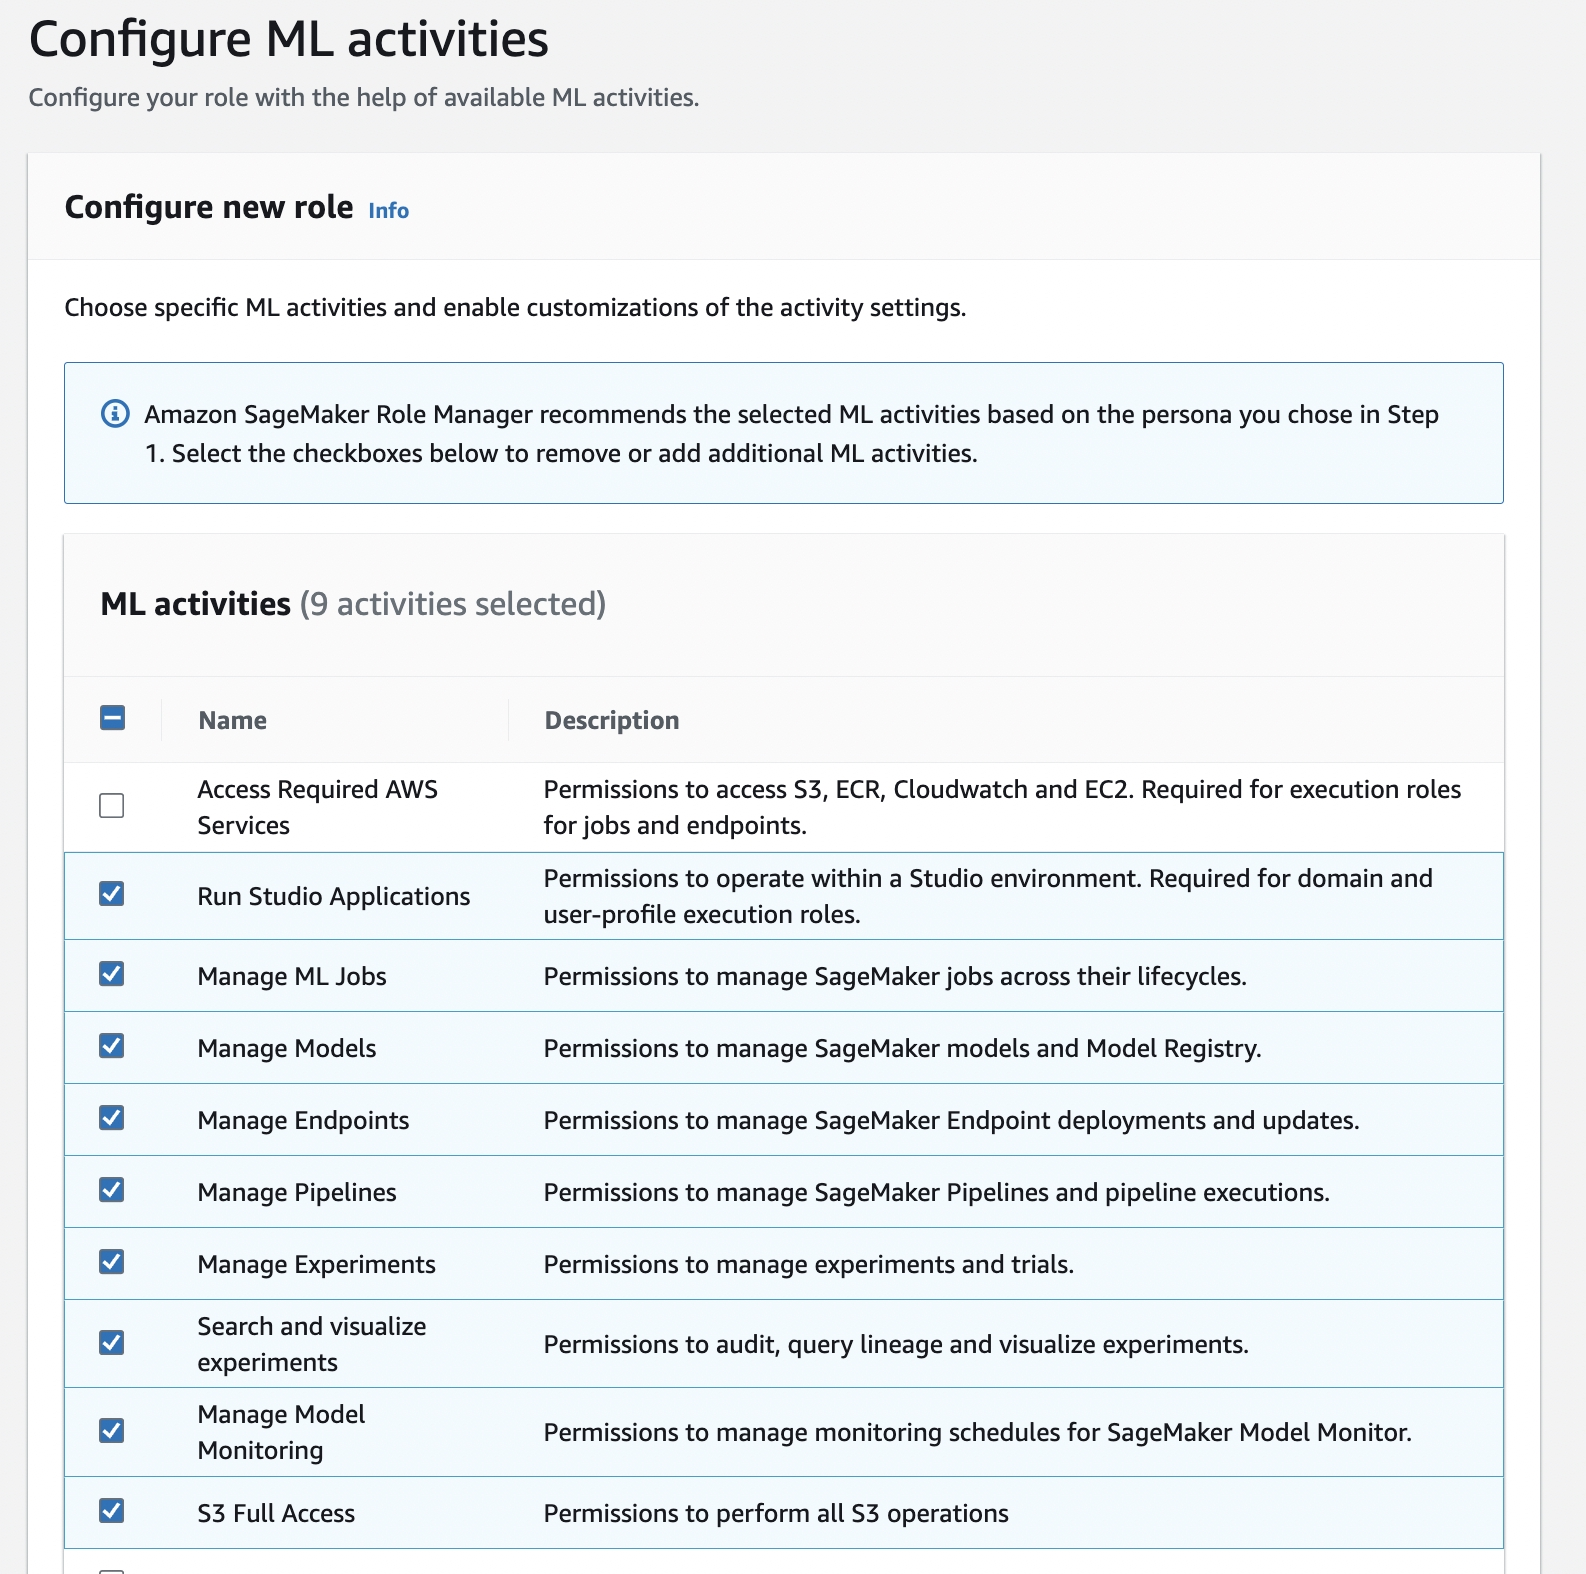 Configure ML activities
Configure your role with the help of available ML activities.
Configure new role Info
Choose specific ML activities and enable customizations of the activity settings.
Amazon SageMaker Role Manager recommends the selected ML activities based on the persona you chose in Step
1. Select the checkboxes below to remove or add additional ML activities.
ML activities (9 activities selected)
Name Description
Access Required AWS
Services
Permissions to access S3, ECR, Cloudwatch and EC2. Required for execution roles
for jobs and endpoints.
Run Studio Applications
Permissions to operate within a Studio environment. Required for domain and
user-profile execution roles.
Manage ML Jobs
Permissions to manage SageMaker jobs across their lifecycles.
Manage Models
Permissions to manage SageMaker models and Model Registry.
Manage Endpoints
Permissions to manage SageMaker Endpoint deployments and updates.
Manage Pipelines
Permissions to manage SageMaker Pipelines and pipeline executions.
Manage Experiments
Permissions to manage experiments and trials.
Search and visualize
experiments
Permissions to audit, query lineage and visualize experiments.
Manage Model
Monitoring
Permissions to manage monitoring schedules for SageMaker Model Monitor.
S3 Full Access
Permissions to perform all S3 operations